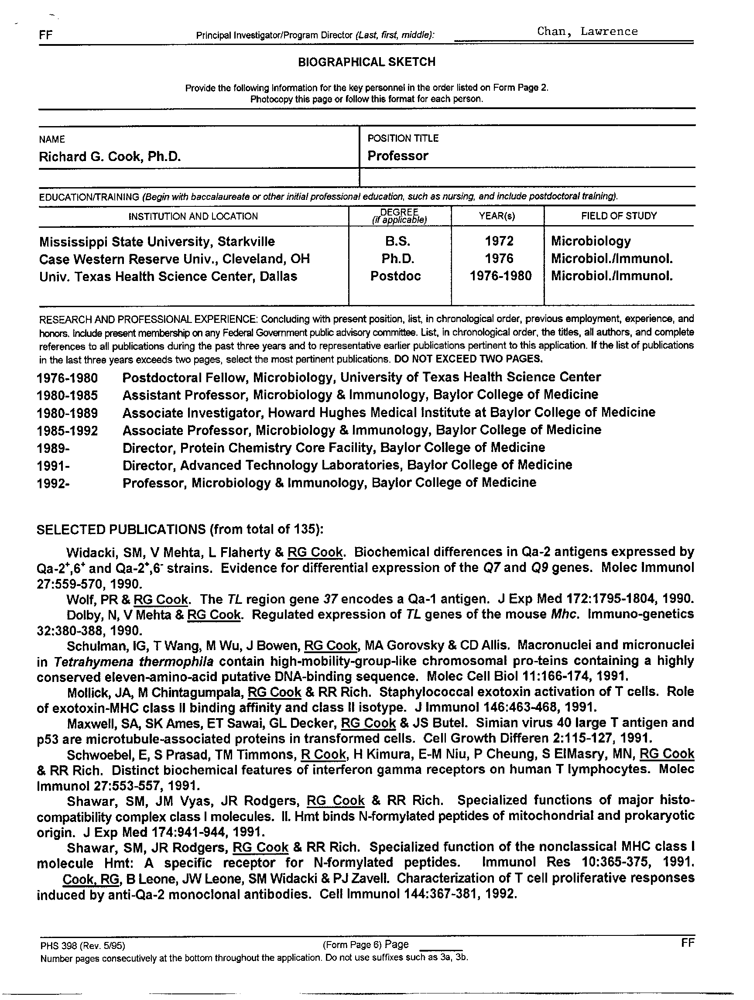 FF Principal Investigator/Program Director (Last, first, middle): Chan, Lawrence
BIOGRAPHICAL SKETCH
Provide the following information for the key personnel in the order listed on Form Page 2.
Photocopy this page or follow this format for each person.
NAME POSITION TITLE
Richard G. Cook, Ph.D. Professor
EDUCATION/TRAINING (Begin with baccalaureate or other initial professional education, such as nursing, and include postdoctoral training).
INSTITUTION AND LOCATION DEGREE (if applicable) YEAR(s) FIELD OF STUDY
Mississippi State University, Starkville B.S. 1972 Microbiology
Case Western Reserve Univ., Cleveland, OH Ph.D. 1976 Microbiol./Immunol.
Univ. Texas Health Science Center, Dallas Postdoc 1976-1980 Microbiol./Immunol.
RESEARCH AND PROFESSIONAL EXPERIENCE: Concluding with present position, list, in chronological order, previous employment, experience, and
honors. Include present membership on any Federal Government public advisory committee. List, in chronological order, the titles, all authors, and complete
references to all publications during the past three years and to representative earlier publications pertinent to this application. If the list of publications
in the last three years exceeds two pages, select the most pertinent publications. DO NOT EXCEED TWO PAGES.
1976-1980 Postdoctoral Fellow, Microbiology, University of Texas Health Science Center
1980-1985 Assistant Professor, Microbiology & Immunology, Baylor College of Medicine
1980-1989 Associate Investigator, Howard Hughes Medical Institute at Baylor College of Medicine
1985-1992 Associate Professor, Microbiology & Immunology, Baylor College of Medicine
1989- Director, Protein Chemistry Core Facility, Baylor College of Medicine
1991- Director, Advanced Technology Laboratories, Baylor College of Medicine
1992- Professor, Microbiology & Immunology, Baylor College of Medicine
SELECTED PUBLICATIONS (from total of 135):
Widacki, SM, V Mehta, L Flaherty & RG Cook. Biochemical differences in Qa-2 antigens expressed by
Qa-2⁺,6⁺ and Qa-2⁺,6⁻ strains. Evidence for differential expression of the Q7 and Q9 genes. Molec Immunol
27:559-570, 1990.
Wolf, PR & RG Cook. The TL region gene 37 encodes a Qa-1 antigen. J Exp Med 172:1795-1804, 1990.
Dolby, N, V Mehta & RG Cook. Regulated expression of TL genes of the mouse Mhc. Immuno-genetics
32:380-388, 1990.
Schulman, IG, T Wang, M Wu, J Bowen, RG Cook, MA Gorovsky & CD Allis. Macronuclei and micronuclei
in Tetrahymena thermophila contain high-mobility-group-like chromosomal pro-teins containing a highly
conserved eleven-amino-acid putative DNA-binding sequence. Molec Cell Biol 11:166-174, 1991.
Mollick, JA, M Chintagumpala, RG Cook & RR Rich. Staphylococcal exotoxin activation of T cells. Role
of exotoxin-MHC class II binding affinity and class II isotype. J Immunol 146:463-468, 1991.
Maxwell, SA, SK Ames, ET Sawai, GL Decker, RG Cook & JS Butel. Simian virus 40 large T antigen and
p53 are microtubule-associated proteins in transformed cells. Cell Growth Differen 2:115-127, 1991.
Schwoebel, E, S Prasad, TM Timmons, R Cook, H Kimura, E-M Niu, P Cheung, S ElMasry, MN, RG Cook
& RR Rich. Distinct biochemical features of interferon gamma receptors on human T lymphocytes. Molec
Immunol 27:553-557, 1991.
Shawar, SM, JM Vyas, JR Rodgers, RG Cook & RR Rich. Specialized functions of major histo-
compatibility complex class I molecules. II. Hmt binds N-formylated peptides of mitochondrial and prokaryotic
origin. J Exp Med 174:941-944, 1991.
Shawar, SM, JR Rodgers, RG Cook & RR Rich. Specialized function of the nonclassical MHC class I
molecule Hmt: A specific receptor for N-formylated peptides. Immunol Res 10:365-375, 1991.
Cook, RG, B Leone, JW Leone, SM Widacki & PJ Zavell. Characterization of T cell proliferative responses
induced by anti-Qa-2 monoclonal antibodies. Cell Immunol 144:367-381, 1992.
PHS 398 (Rev. 5/95) (Form Page 6) Page FF
Number pages consecutively at the bottom throughout the application. Do not use suffixes such as 3a, 3b.